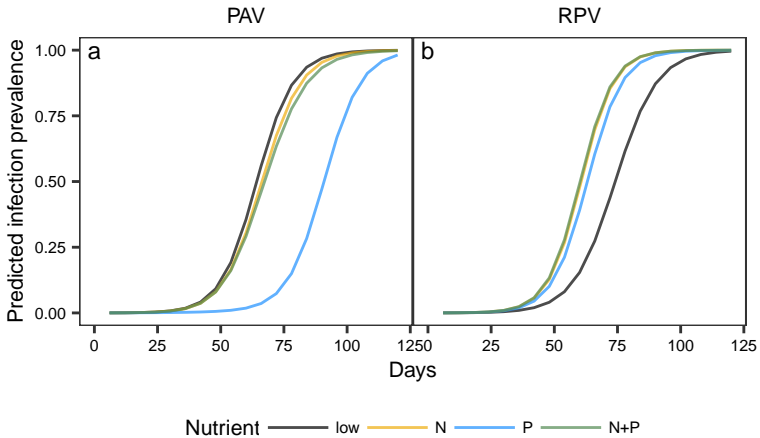 PAV RPV
a b
Predicted infection prevalence
1.00
0.75
0.50
0.25
0.00
0 25 50 75 100 125 0 25 50 75 100 125
Days
Nutrient low N P N+P